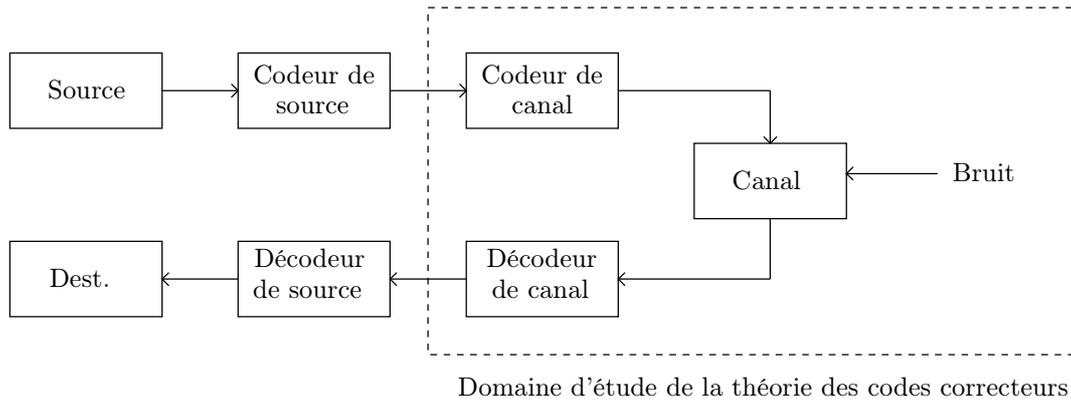 Source
Codeur de
source
Codeur de
canal
Canal
Bruit
Dest.
Décodeur
de source
Décodeur
de canal
Domaine d'étude de la théorie des codes correcteurs